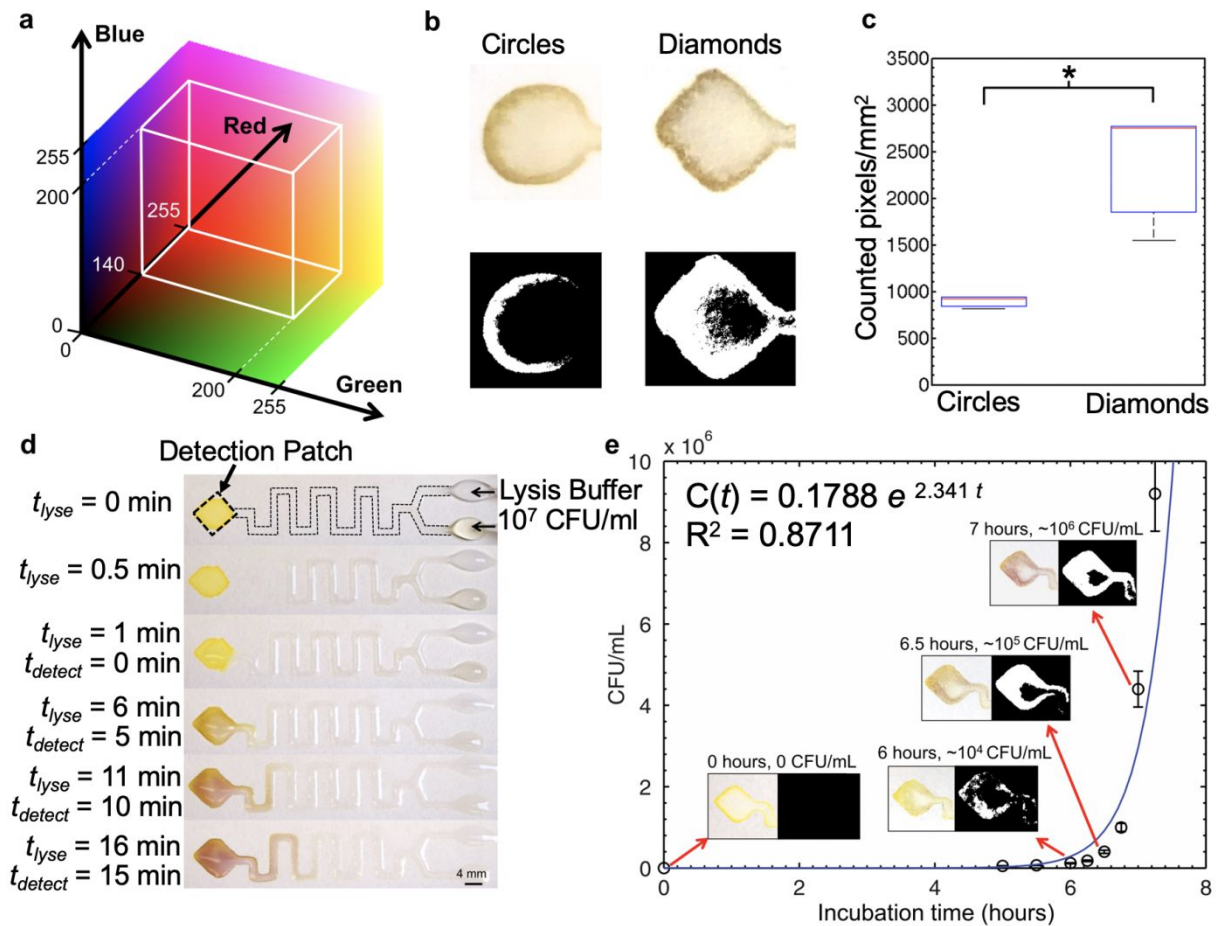 a
Blue
Red
255
200
255
140
0
0
200
255
Green
b
Circles
Diamonds
c
3500
3000
2500
2000
1500
1000
500
0
Counted pixels/mm²
*
Circles
Diamonds
d
Detection Patch
t_lyse = 0 min
Lysis Buffer
10⁷ CFU/ml
t_lyse = 0.5 min
t_lyse = 1 min
t_detect = 0 min
t_lyse = 6 min
t_detect = 5 min
t_lyse = 11 min
t_detect = 10 min
t_lyse = 16 min
t_detect = 15 min
4 mm
e
x 10⁶
10
8
6
4
2
0
CFU/mL
C(t) = 0.1788 e^2.341 t
R² = 0.8711
7 hours, ~10⁶ CFU/mL
6.5 hours, ~10⁵ CFU/mL
6 hours, ~10⁴ CFU/mL
0 hours, 0 CFU/mL
0
2
4
6
8
Incubation time (hours)